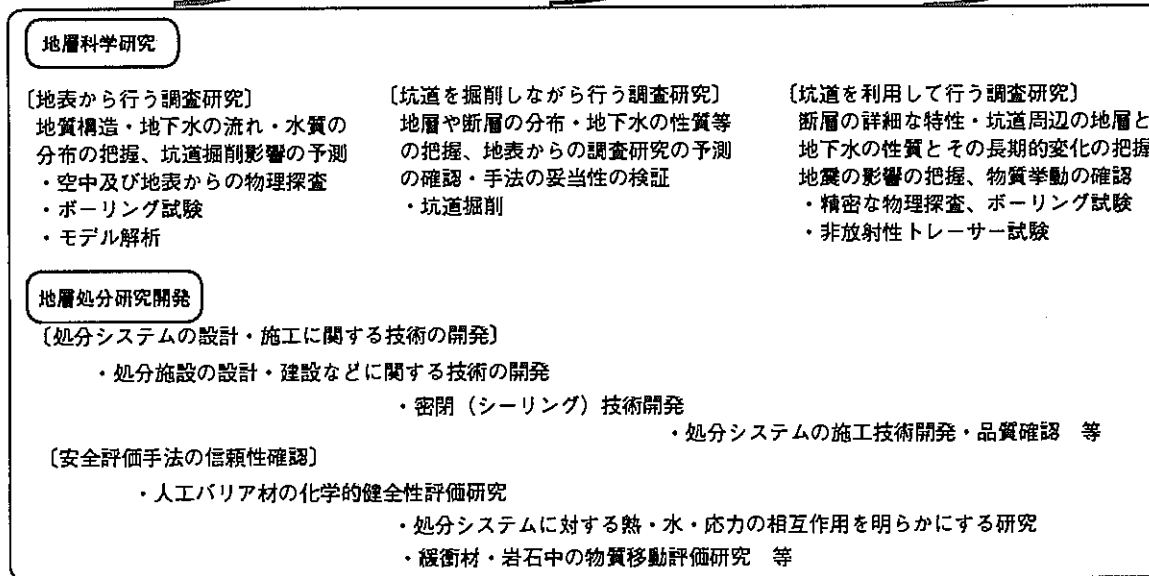 地層科学研究
〔地表から行う調査研究〕
地質構造・地下水の流れ・水質の
分布の把握、坑道掘削影響の予測
・空中及び地表からの物理探査
・ボーリング試験
・モデル解析
〔坑道を掘削しながら行う調査研究〕
地層や断層の分布・地下水の性質等
の把握、地表からの調査研究の予測
の確認・手法の妥当性の検証
・坑道掘削
〔坑道を利用して行う調査研究〕
断層の詳細な特性・坑道周辺の地層と
地下水の性質とその長期的変化の把握
地震の影響の把握、物質挙動の確認
・精密な物理探査、ボーリング試験
・非放射性トレーサー試験
地層処分研究開発
〔処分システムの設計・施工に関する技術の開発〕
・処分施設の設計・建設などに関する技術の開発
・密閉（シーリング）技術開発
・処分システムの施工技術開発・品質確認　等
〔安全評価手法の信頼性確認〕
・人工バリア材の化学的健全性評価研究
・処分システムに対する熱・水・応力の相互作用を明らかにする研究
・緩衝材・岩石中の物質移動評価研究　等